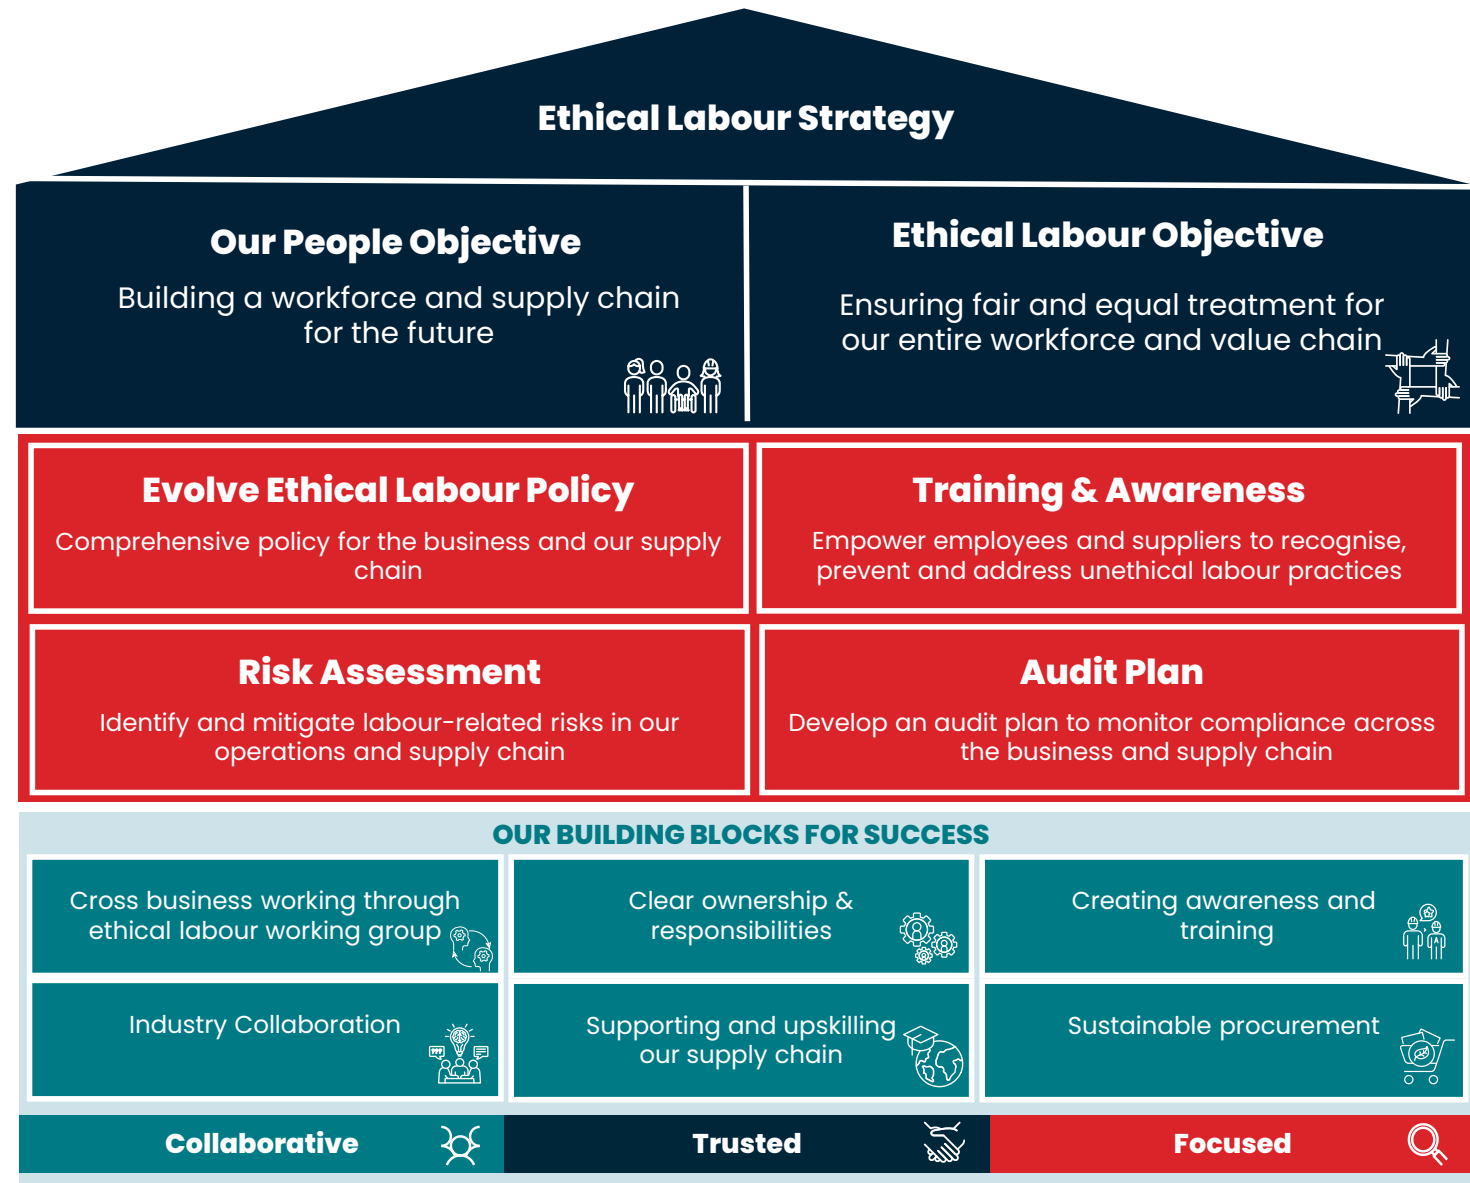 Ethical Labour Strategy
Our People Objective
Building a workforce and supply chain
for the future
Ethical Labour Objective
Ensuring fair and equal treatment for
our entire workforce and value chain
Evolve Ethical Labour Policy
Comprehensive policy for the business and our supply
chain
Training & Awareness
Empower employees and suppliers to recognise,
prevent and address unethical labour practices
Risk Assessment
Identify and mitigate labour-related risks in our
operations and supply chain
Audit Plan
Develop an audit plan to monitor compliance across
the business and supply chain
OUR BUILDING BLOCKS FOR SUCCESS
Cross business working through
ethical labour working group
Clear ownership &
responsibilities
Creating awareness and
training
Industry Collaboration
Supporting and upskilling
our supply chain
Sustainable procurement
Collaborative
Trusted
Focused